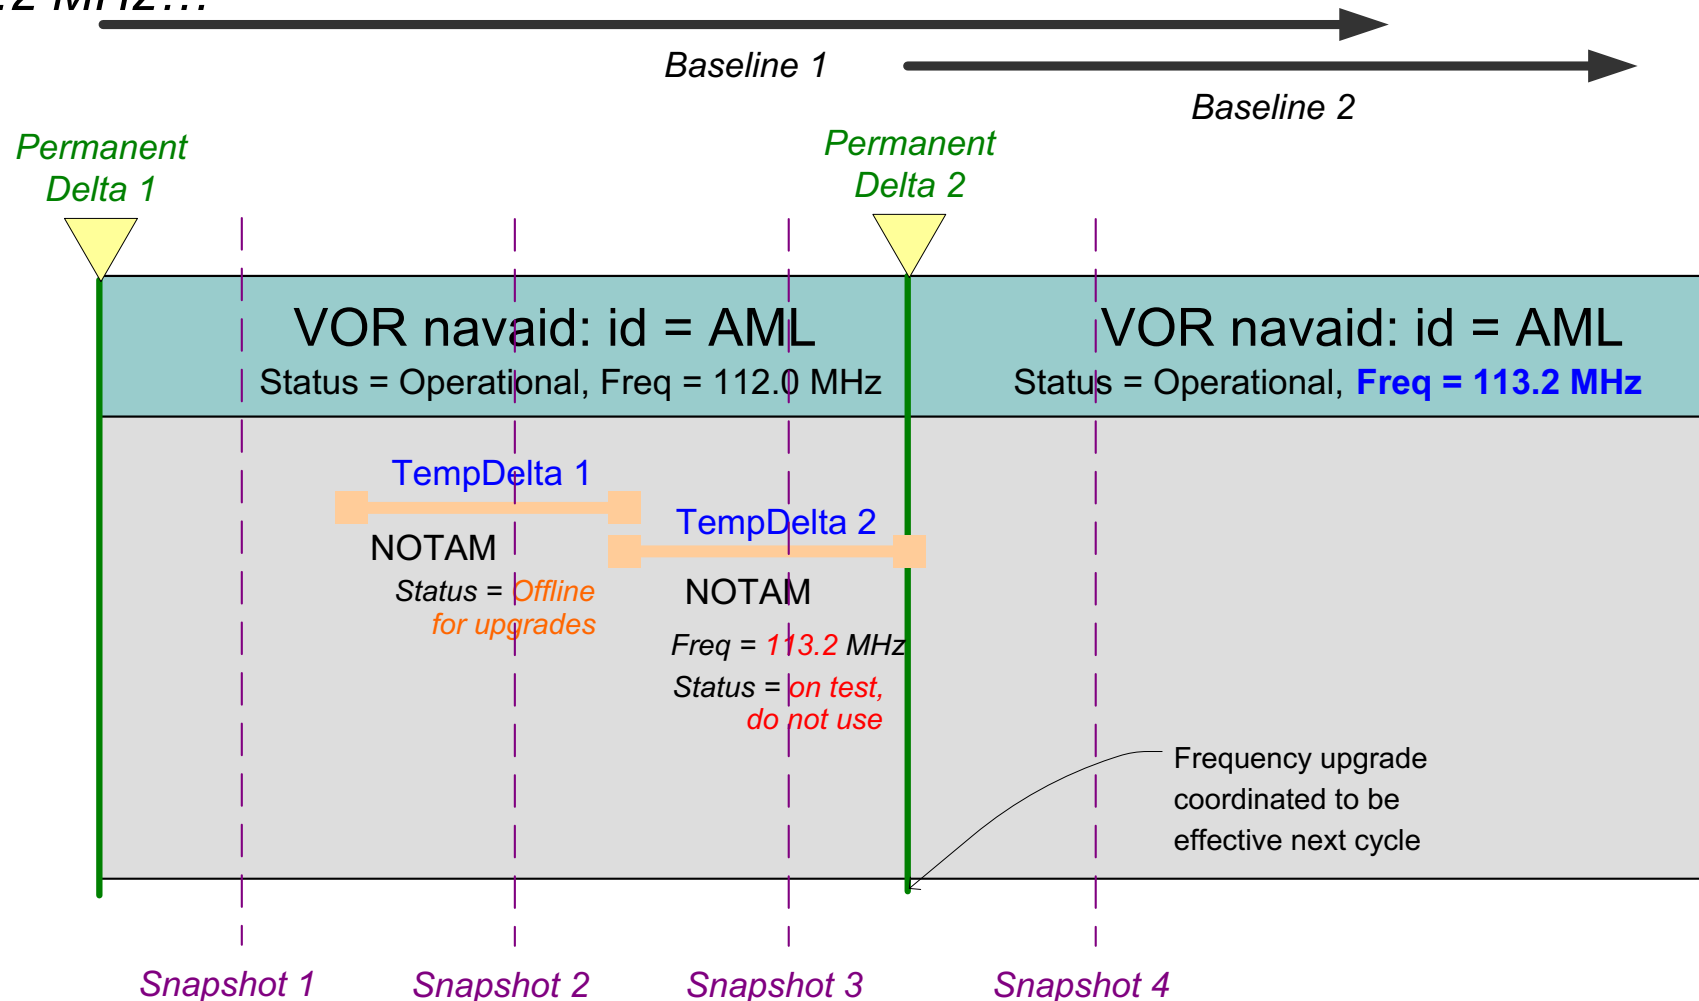 .2 MHz…
Baseline 1
Baseline 2
Permanent
Delta 1
Permanent
Delta 2
VOR navaid: id = AML
Status = Operational, Freq = 112.0 MHz
VOR navaid: id = AML
Status = Operational, Freq = 113.2 MHz
TempDelta 1
NOTAM
Status = Offline
for upgrades
TempDelta 2
NOTAM
Freq = 113.2 MHz
Status = on test,
do not use
Frequency upgrade
coordinated to be
effective next cycle
Snapshot 1
Snapshot 2
Snapshot 3
Snapshot 4